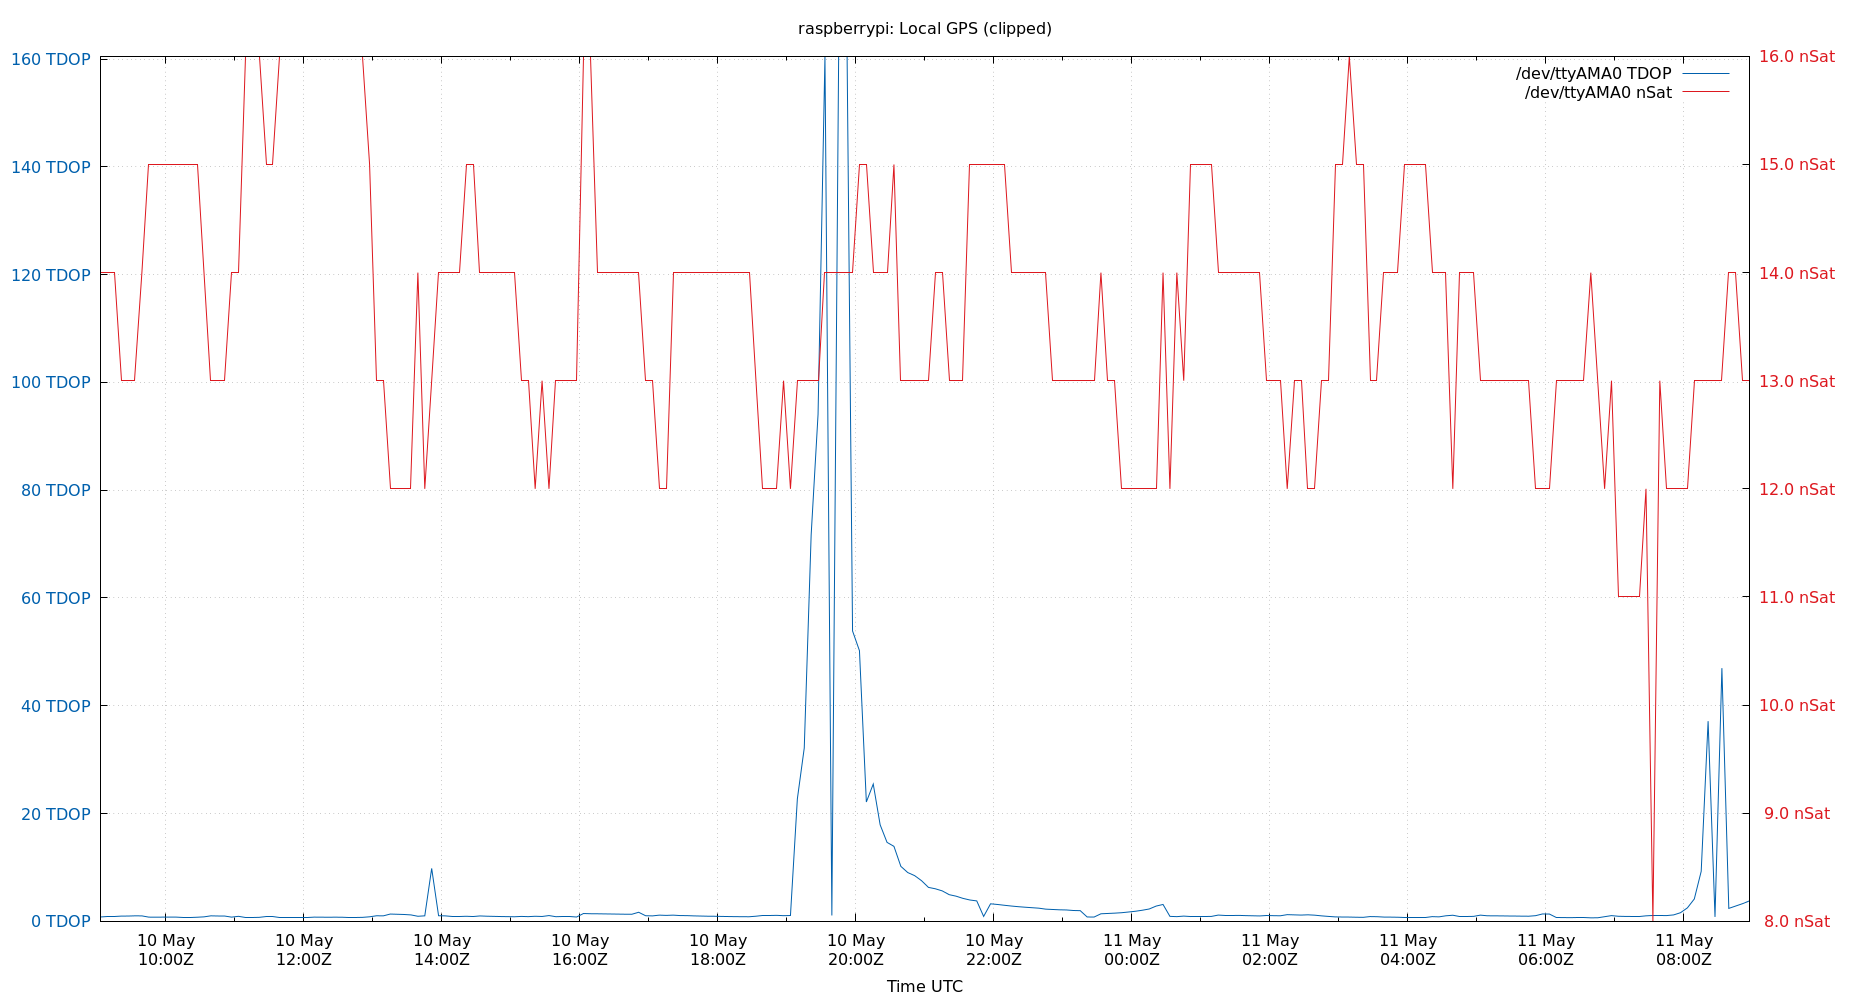 raspberrypi: Local GPS (clipped)
160 TDOP
140 TDOP
120 TDOP
100 TDOP
80 TDOP
60 TDOP
40 TDOP
20 TDOP
0 TDOP
16.0 nSat
15.0 nSat
14.0 nSat
13.0 nSat
12.0 nSat
11.0 nSat
10.0 nSat
9.0 nSat
8.0 nSat
/dev/ttyAMA0 TDOP
/dev/ttyAMA0 nSat
10 May
10:00Z
10 May
12:00Z
10 May
14:00Z
10 May
16:00Z
10 May
18:00Z
10 May
20:00Z
10 May
22:00Z
11 May
00:00Z
11 May
02:00Z
11 May
04:00Z
11 May
06:00Z
11 May
08:00Z
Time UTC